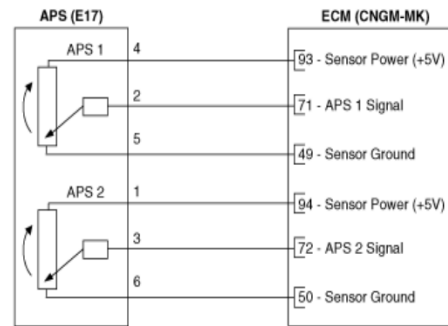 APS (E17) ECM (CNGM-MK)
APS 1 4 93 - Sensor Power (+5V)
2 71 - APS 1 Signal
5 49 - Sensor Ground
APS 2 1 94 - Sensor Power (+5V)
3 72 - APS 2 Signal
6 50 - Sensor Ground